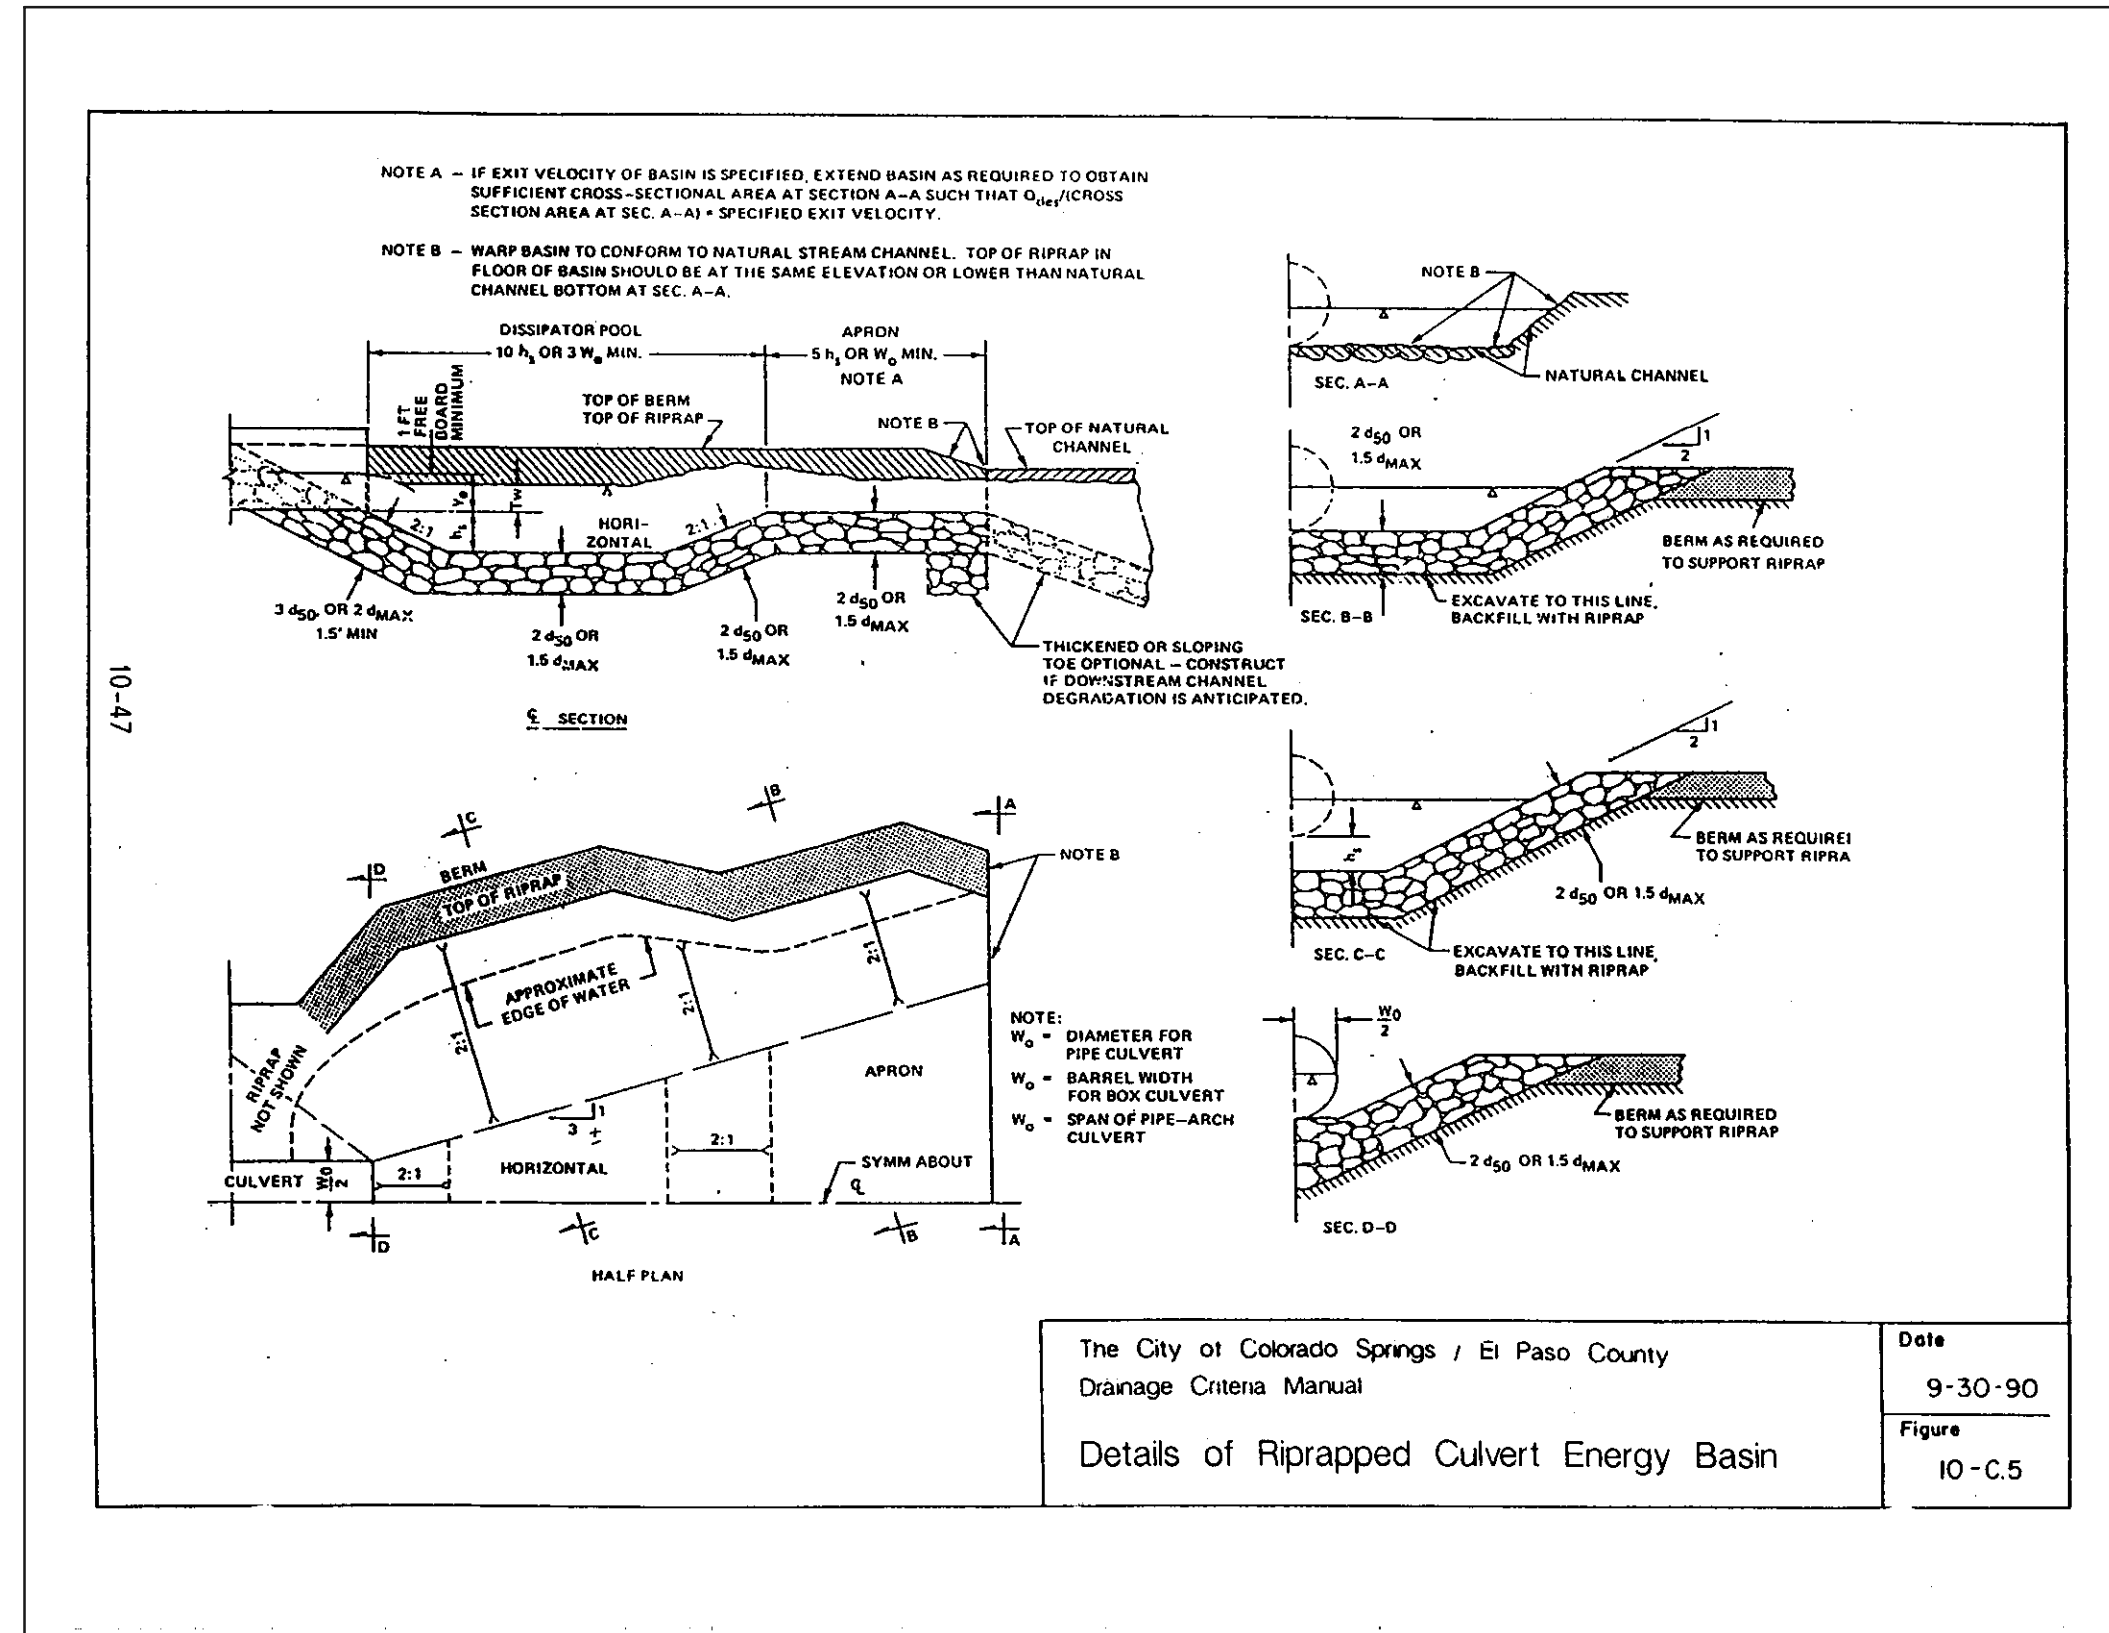 NOTE A – IF EXIT VELOCITY OF BASIN IS SPECIFIED, EXTEND BASIN AS REQUIRED TO OBTAIN
SUFFICIENT CROSS-SECTIONAL AREA AT SECTION A-A SUCH THAT Qdes/(CROSS
SECTION AREA AT SEC. A-A) = SPECIFIED EXIT VELOCITY.
NOTE B – WARP BASIN TO CONFORM TO NATURAL STREAM CHANNEL. TOP OF RIPRAP IN
FLOOR OF BASIN SHOULD BE AT THE SAME ELEVATION OR LOWER THAN NATURAL
CHANNEL BOTTOM AT SEC. A-A.
DISSIPATOR POOL
10 hs OR 3 Wo MIN.
APRON
5 hs OR Wo MIN.
NOTE A
1 FT
FREE
BOARD
MINIMUM
TOP OF BERM
TOP OF RIPRAP
NOTE B
TOP OF NATURAL
CHANNEL
Yo
TW
hs
2:1
HORI-
ZONTAL
2:1
3 d50 OR 2 dMAX
1.5' MIN
2 d50 OR
1.5 dMAX
2 d50 OR
1.5 dMAX
2 d50 OR
1.5 dMAX
THICKENED OR SLOPING
TOE OPTIONAL – CONSTRUCT
IF DOWNSTREAM CHANNEL
DEGRADATION IS ANTICIPATED.
℄ SECTION
10-47
NOTE B
NATURAL CHANNEL
SEC. A-A
2 d50 OR
1.5 dMAX
1
2
BERM AS REQUIRED
TO SUPPORT RIPRAP
EXCAVATE TO THIS LINE,
BACKFILL WITH RIPRAP
SEC. B-B
1
2
hs
BERM AS REQUIREI
TO SUPPORT RIPRA
2 d50 OR 1.5 dMAX
EXCAVATE TO THIS LINE,
BACKFILL WITH RIPRAP
SEC. C-C
W0
2
BERM AS REQUIRED
TO SUPPORT RIPRAP
2 d50 OR 1.5 dMAX
SEC. D-D
D
C
B
A
BERM
TOP OF RIPRAP
NOTE B
APPROXIMATE
EDGE OF WATER
2:1
2:1
2:1
RIPRAP
NOT SHOWN
1
3
APRON
CULVERT
W0
2
2:1
HORIZONTAL
2:1
SYMM ABOUT
℄
D
C
B
A
HALF PLAN
NOTE:
Wo = DIAMETER FOR
PIPE CULVERT
Wo = BARREL WIDTH
FOR BOX CULVERT
Wo = SPAN OF PIPE-ARCH
CULVERT
The City of Colorado Springs / El Paso County
Drainage Criteria Manual
Details of Riprapped Culvert Energy Basin
Date
9-30-90
Figure
10-C.5